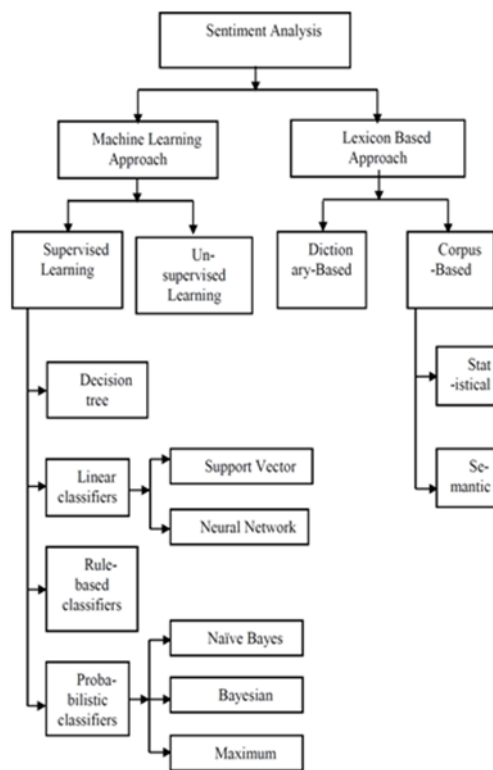 Sentiment Analysis
Machine Learning
Approach
Lexicon Based
Approach
Supervised
Learning
Un-
supervised
Learning
Diction
ary-Based
Corpus
-Based
Decision
tree
Linear
classifiers
Support Vector
Neural Network
Rule-
based
classifiers
Proba-
bilistic
classifiers
Naïve Bayes
Bayesian
Maximum
Stat
-istical
Se-
mantic